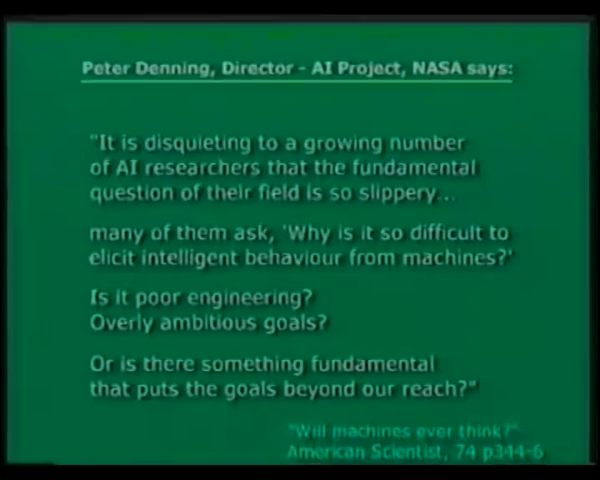 Peter Denning, Director - AI Project, NASA says:
"It is disquieting to a growing number
of AI researchers that the fundamental
question of their field is so slippery...
many of them ask, 'Why is it so difficult to
elicit intelligent behaviour from machines?'
Is it poor engineering?
Overly ambitious goals?
Or is there something fundamental
that puts the goals beyond our reach?"
"Will machines ever think?"
American Scientist, 74 p344-6